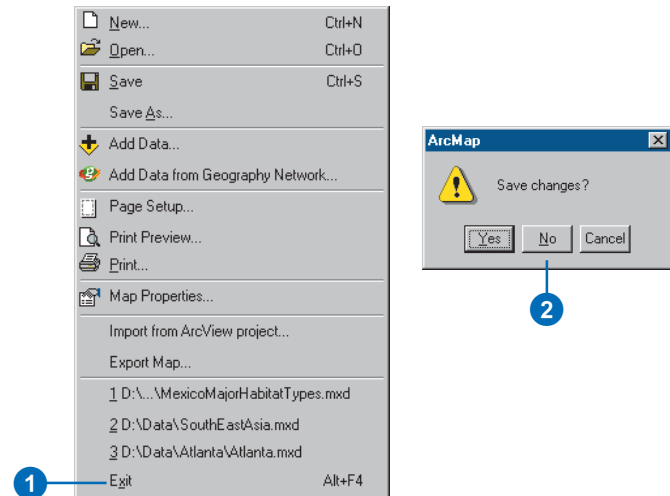 New... Ctrl+N
Open... Ctrl+O
Save Ctrl+S
Save As...
Add Data...
Add Data from Geography Network...
Page Setup...
Print Preview...
Print...
Map Properties...
Import from ArcView project...
Export Map...
1 D:\...\MexicoMajorHabitatTypes.mxd
2 D:\Data\SouthEastAsia.mxd
3 D:\Data\Atlanta\Atlanta.mxd
1 Exit Alt+F4
ArcMap
Save changes?
Yes No Cancel
2